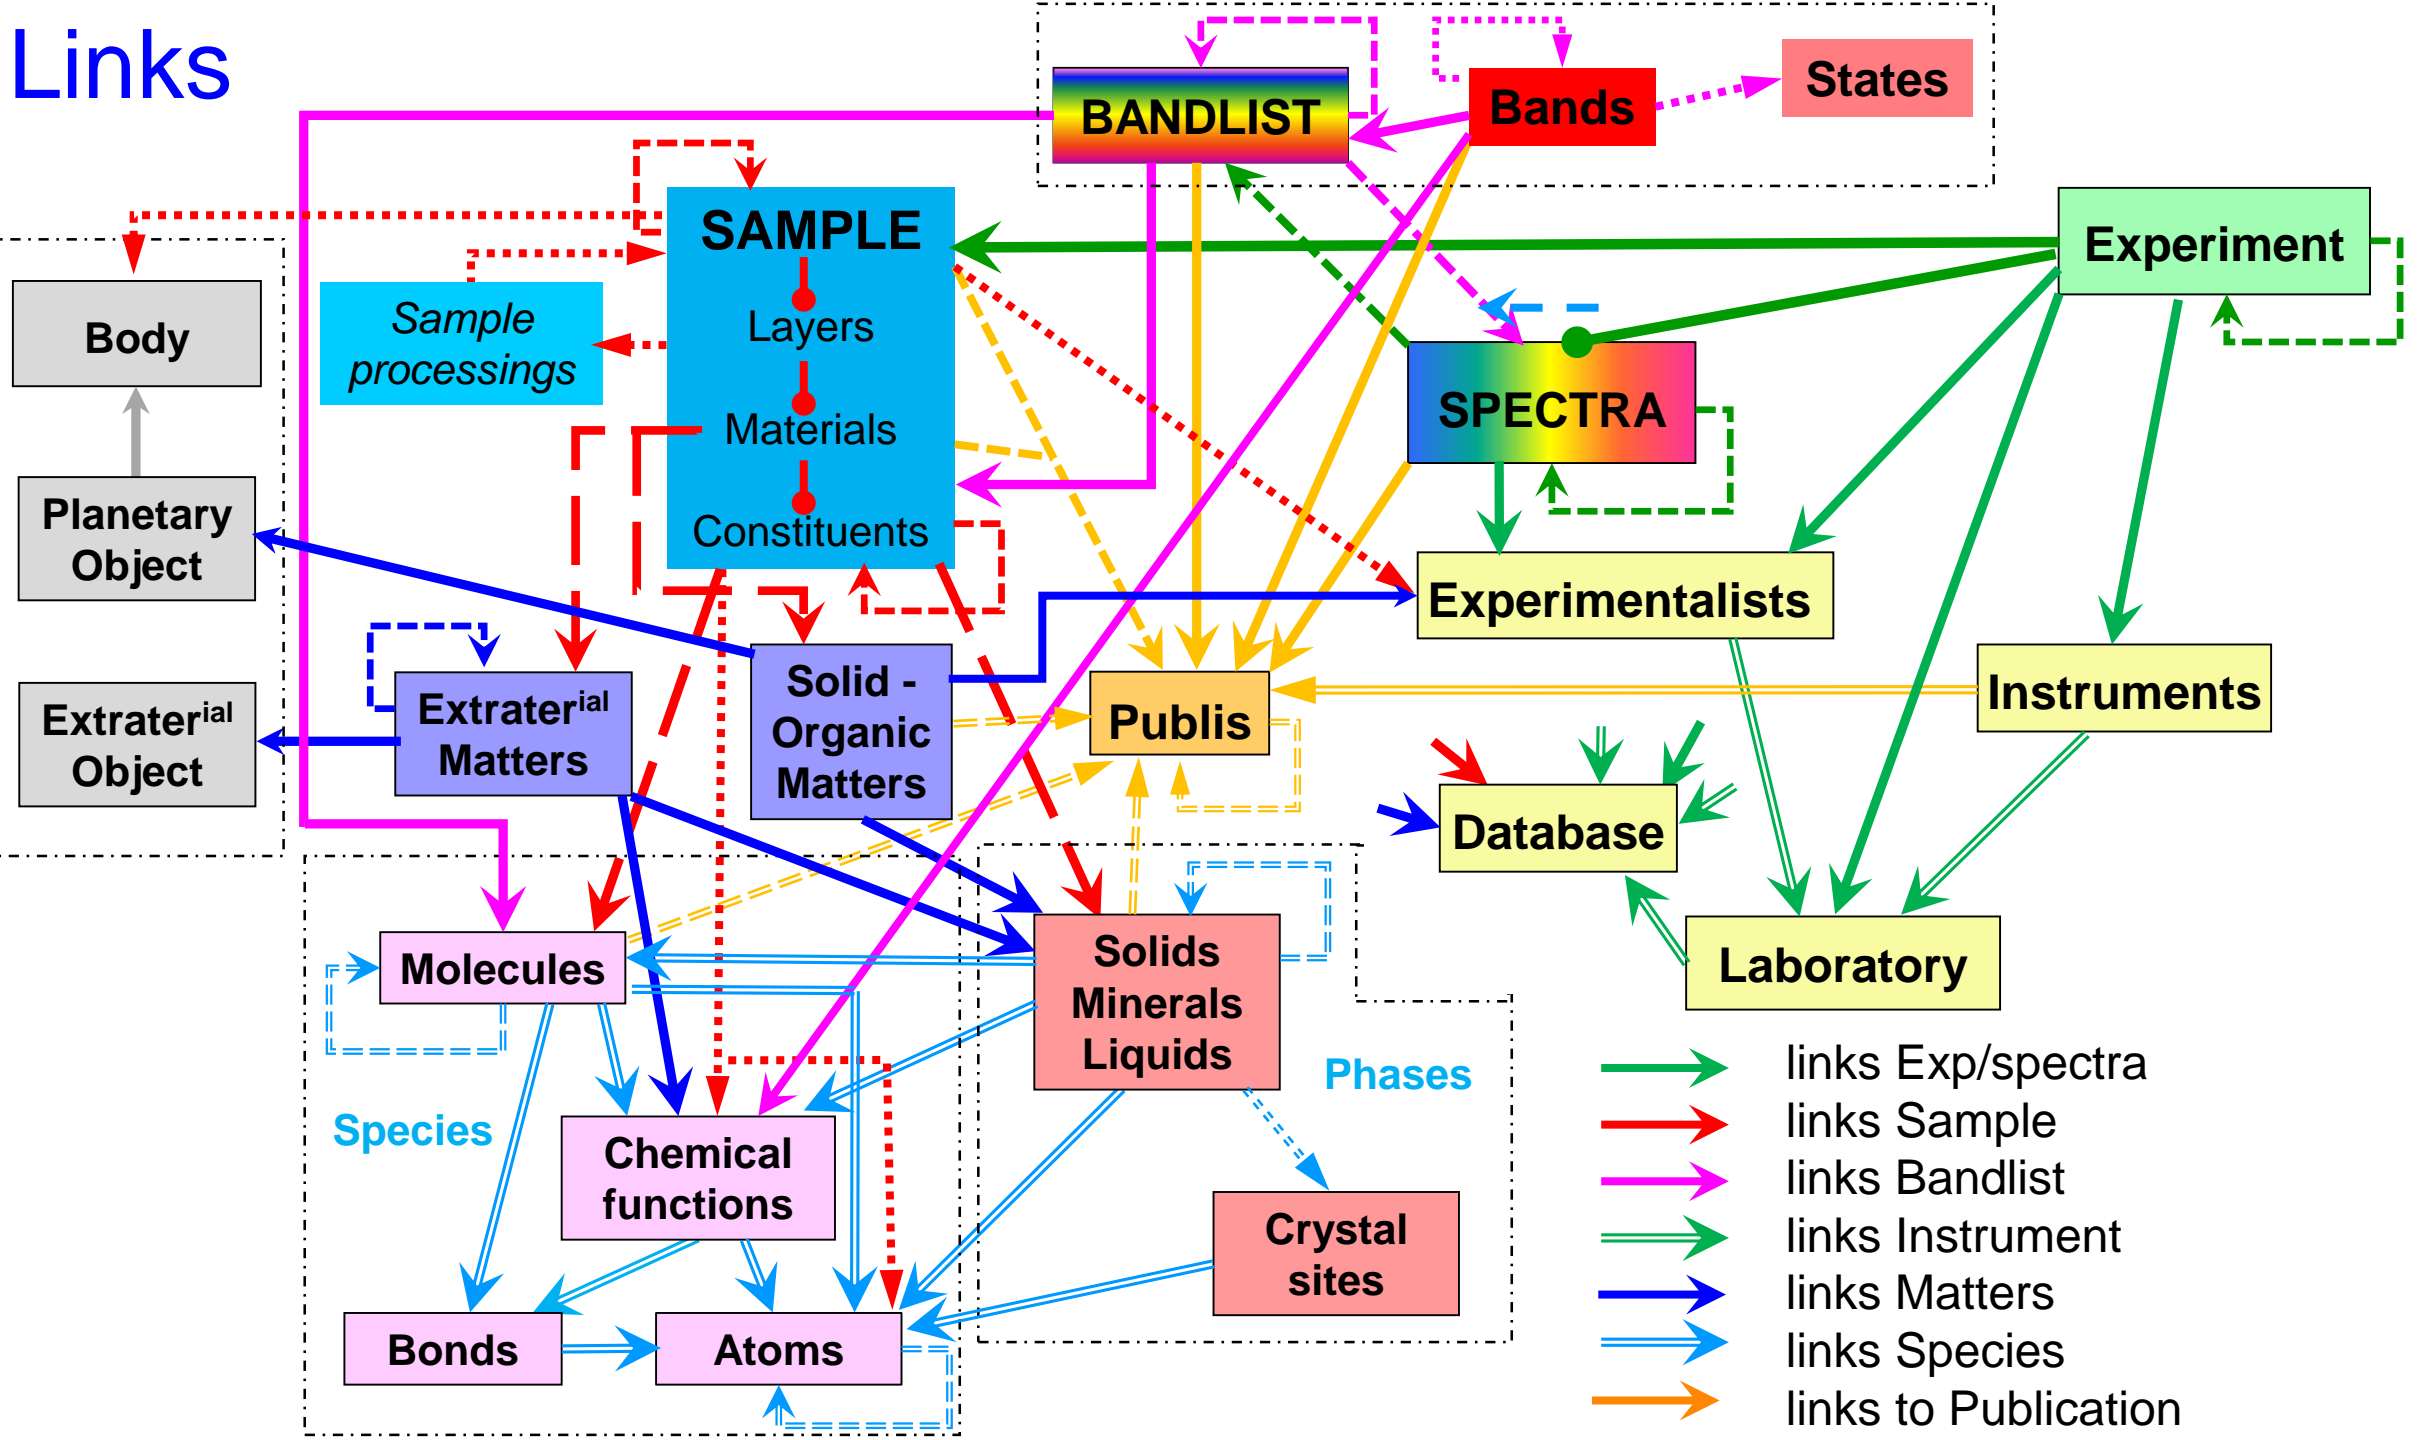 Links
BANDLIST
Bands
States
SAMPLE
Layers
Materials
Constituents
Experiment
Body
Sample
processings
SPECTRA
Planetary
Object
Experimentalists
Extraterial
Object
Extraterial
Matters
Solid -
Organic
Matters
Publis
Instruments
Database
Molecules
Solids
Minerals
Liquids
Laboratory
Species
Phases
Chemical
functions
Crystal
sites
Bonds
Atoms
links Exp/spectra
links Sample
links Bandlist
links Instrument
links Matters
links Species
links to Publication